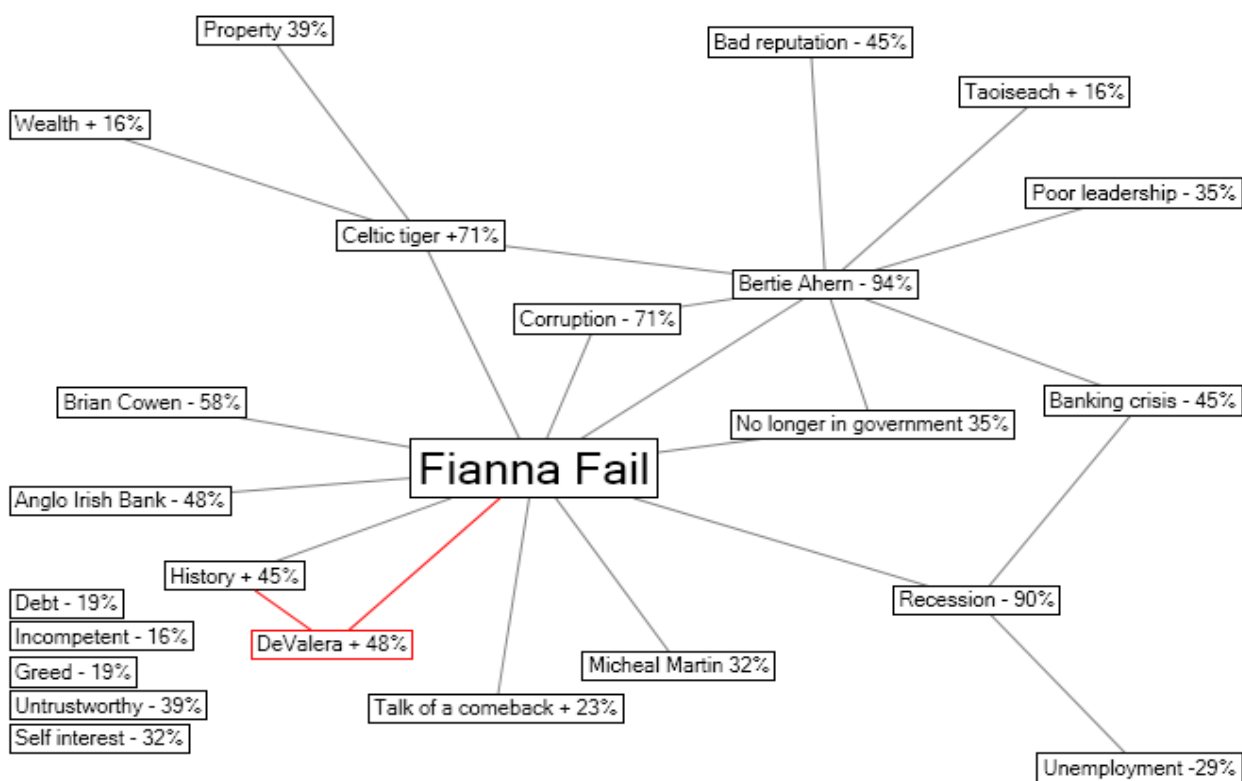 Property 39%
Bad reputation - 45%
Taoiseach + 16%
Wealth + 16%
Poor leadership - 35%
Celtic tiger +71%
Bertie Ahern - 94%
Corruption - 71%
Brian Cowen - 58%
Banking crisis - 45%
No longer in government 35%
Fianna Fail
Anglo Irish Bank - 48%
History + 45%
Recession - 90%
Debt - 19%
Incompetent - 16%
DeValera + 48%
Micheal Martin 32%
Greed - 19%
Untrustworthy - 39%
Talk of a comeback + 23%
Self interest - 32%
Unemployment -29%